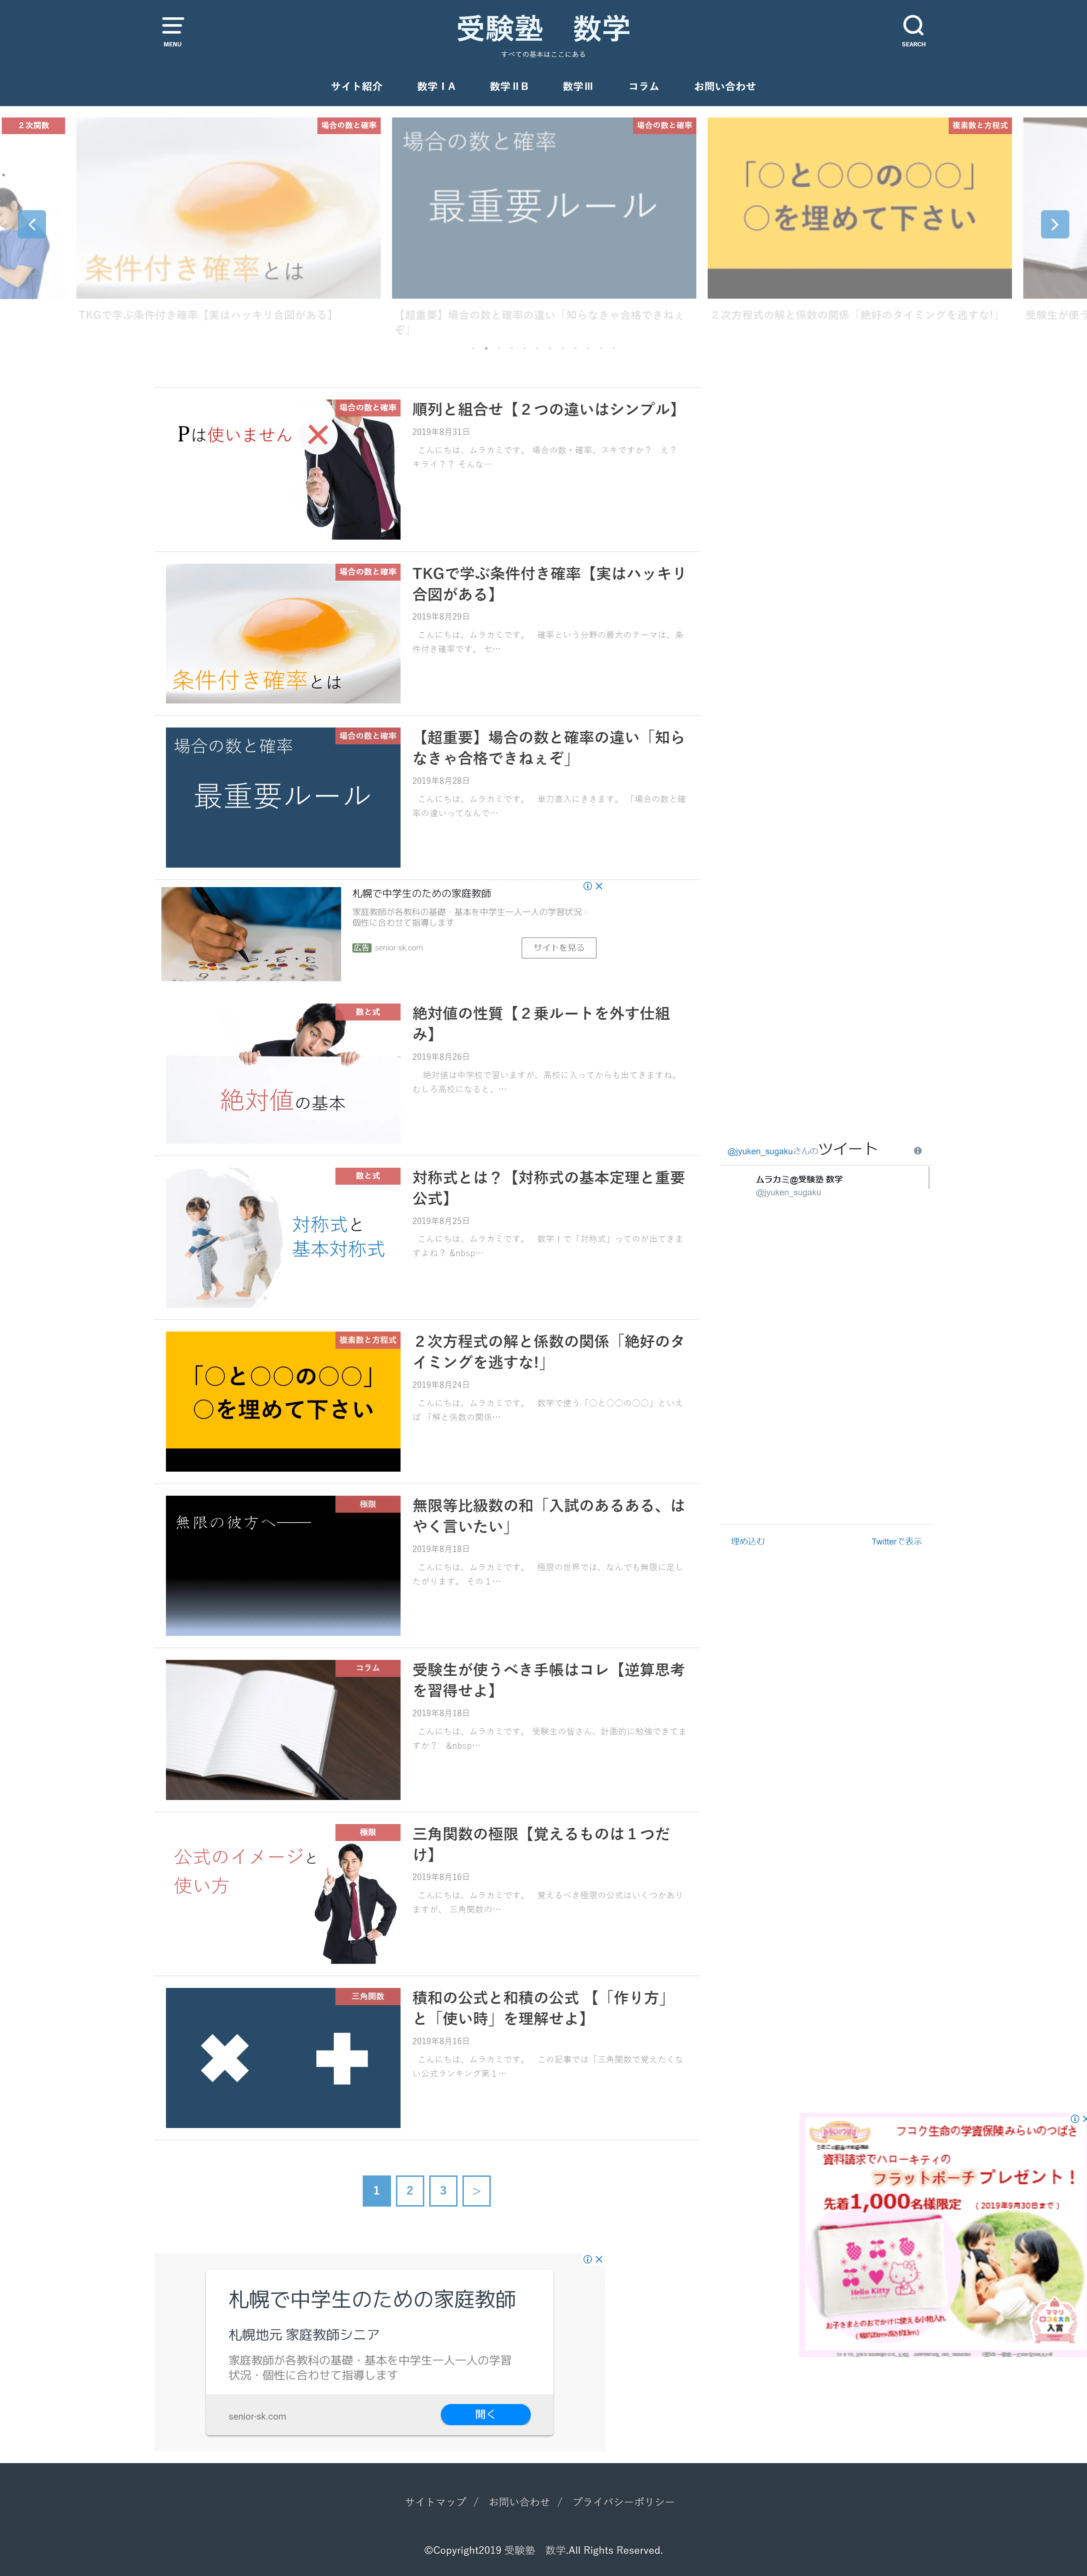 MENU
受験塾　数学
すべての基本はここにある
SEARCH
サイト紹介
数学ⅠA
数学ⅡB
数学Ⅲ
コラム
お問い合わせ
２次関数
場合の数と確率
条件付き確率とは
TKGで学ぶ条件付き確率【実はハッキリ合図がある】
場合の数と確率
場合の数と確率
最重要ルール
【超重要】場合の数と確率の違い「知らなきゃ合格できねぇ
ぞ」
複素数と方程式
「○と○○の○○」
○を埋めて下さい
２次方程式の解と係数の関係「絶好のタイミングを逃すな!」
受験生が使う
場合の数と確率
Pは使いません
順列と組合せ【２つの違いはシンプル】
2019年8月31日
こんにちは、ムラカミです。 場合の数・確率、スキですか？　え？
キライ？？ そんな…
場合の数と確率
条件付き確率とは
TKGで学ぶ条件付き確率【実はハッキリ
合図がある】
2019年8月29日
こんにちは、ムラカミです。　確率という分野の最大のテーマは、条
件付き確率です。 セ…
場合の数と確率
場合の数と確率
最重要ルール
【超重要】場合の数と確率の違い「知ら
なきゃ合格できねぇぞ」
2019年8月28日
こんにちは、ムラカミです。　単刀直入にききます。 「場合の数と確
率の違いってなんで…
札幌で中学生のための家庭教師
家庭教師が各教科の基礎・基本を中学生一人一人の学習状況・
個性に合わせて指導します
広告 senior-sk.com
サイトを見る
数と式
絶対値の基本
絶対値の性質【２乗ルートを外す仕組
み】
2019年8月26日
絶対値は中学校で習いますが、高校に入ってからも出てきますね。
むしろ高校になると、…
数と式
対称式と
基本対称式
対称式とは？【対称式の基本定理と重要
公式】
2019年8月25日
こんにちは、ムラカミです。　数学Ⅰで「対称式」ってのが出てきま
すよね？ &nbsp…
@jyuken_sugakuさんのツイート
ムラカミ@受験塾 数学
@jyuken_sugaku
複素数と方程式
「○と○○の○○」
○を埋めて下さい
２次方程式の解と係数の関係「絶好のタ
イミングを逃すな!」
2019年8月24日
こんにちは、ムラカミです。　数学で使う「○と○○の○○」といえ
ば 「解と係数の関係…
極限
無限の彼方へ――
無限等比級数の和「入試のあるある、は
やく言いたい」
2019年8月18日
こんにちは、ムラカミです。　極限の世界では、なんでも無限に足し
たがります。 その１…
埋め込む
Twitterで表示
コラム
受験生が使うべき手帳はコレ【逆算思考
を習得せよ】
2019年8月18日
こんにちは、ムラカミです。 受験生の皆さん、計画的に勉強できてま
すか？　&nbsp…
極限
公式のイメージと
使い方
三角関数の極限【覚えるものは１つだ
け】
2019年8月16日
こんにちは、ムラカミです。　覚えるべき極限の公式はいくつかあり
ますが、 三角関数の…
三角関数
積和の公式と和積の公式 【「作り方」
と「使い時」を理解せよ】
2019年8月16日
こんにちは、ムラカミです。　この記事では「三角関数で覚えたくな
い公式ランキング第１…
1
2
3
>
フコク生命の学資保険みらいのつばさ
資料請求でハローキティの
フラットポーチプレゼント！
先着1,000名様限定
( 2019年9月30日まで )
Hello Kitty
お子さまとのおでかけに使える小物入れ
ママリ
口コミ大賞
入賞
札幌で中学生のための家庭教師
札幌地元 家庭教師シニア
家庭教師が各教科の基礎・基本を中学生一人一人の学習
状況・個性に合わせて指導します
senior-sk.com
開く
サイトマップ / お問い合わせ / プライバシーポリシー
©Copyright2019 受験塾　数学.All Rights Reserved.